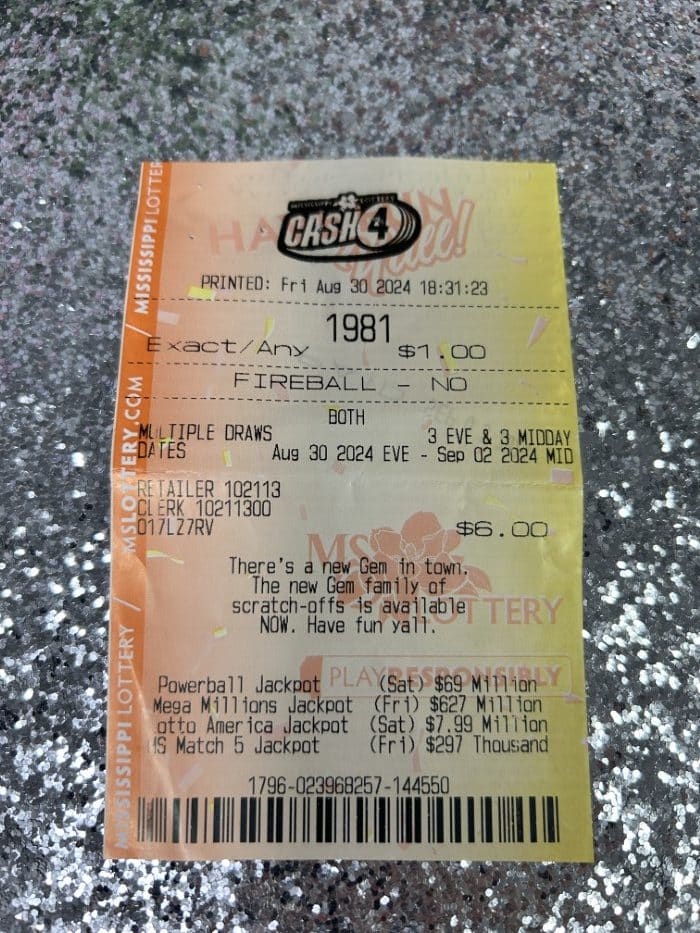 MISSISSIPPI LOTTERY
CASH 4
PRINTED: Fri Aug 30 2024 18:31:23
1981
Exact/Any $1.00
FIREBALL - NO
BOTH
MULTIPLE DRAWS 3 EVE & 3 MIDDAY
DATES Aug 30 2024 EVE - Sep 02 2024 MID
RETAILER 102113
CLERK 10211300
017LZ7RV $6.00
There's a new Gem in town.
The new Gem family of
scratch-offs is available
NOW. Have fun yall.
MS LOTTERY
PLAY RESPONSIBLY
Powerball Jackpot (Sat) $69 Million
Mega Millions Jackpot (Fri) $627 Million
otto America Jackpot (Sat) $7.99 Million
MS Match 5 Jackpot (Fri) $297 Thousand
1796-023968257-144550
MISSISSIPPI LOTTERY / MSLOTTERY.COM / MISSISSIPPI LOTTER